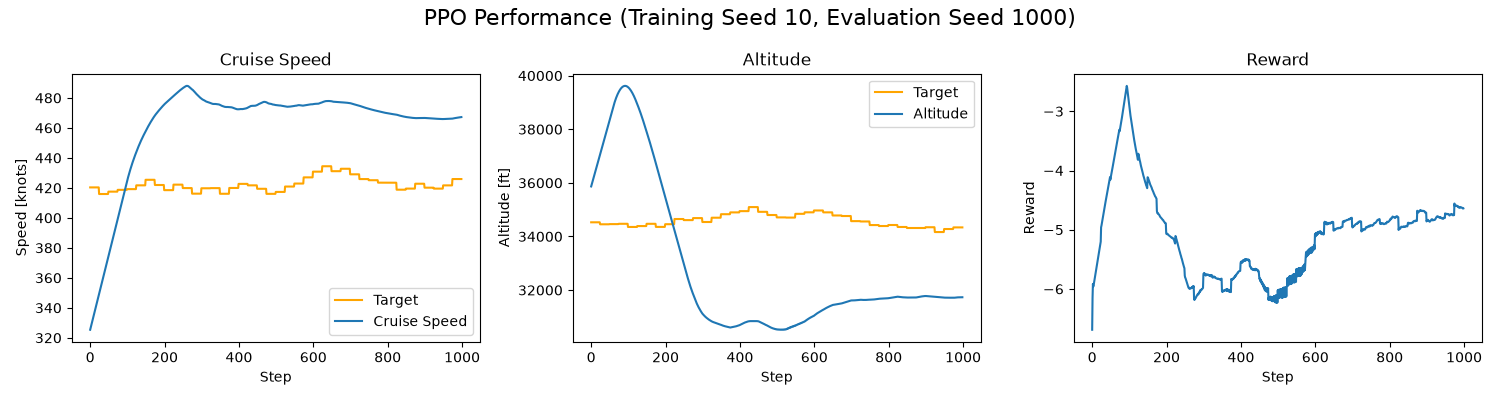 PPO Performance (Training Seed 10, Evaluation Seed 1000)
Cruise Speed
Speed [knots]
480
460
440
420
400
380
360
340
320
Target
Cruise Speed
0 200 400 600 800 1000
Step
Altitude
Altitude [ft]
40000
38000
36000
34000
32000
Target
Altitude
0 200 400 600 800 1000
Step
Reward
Reward
−3
−4
−5
−6
0 200 400 600 800 1000
Step